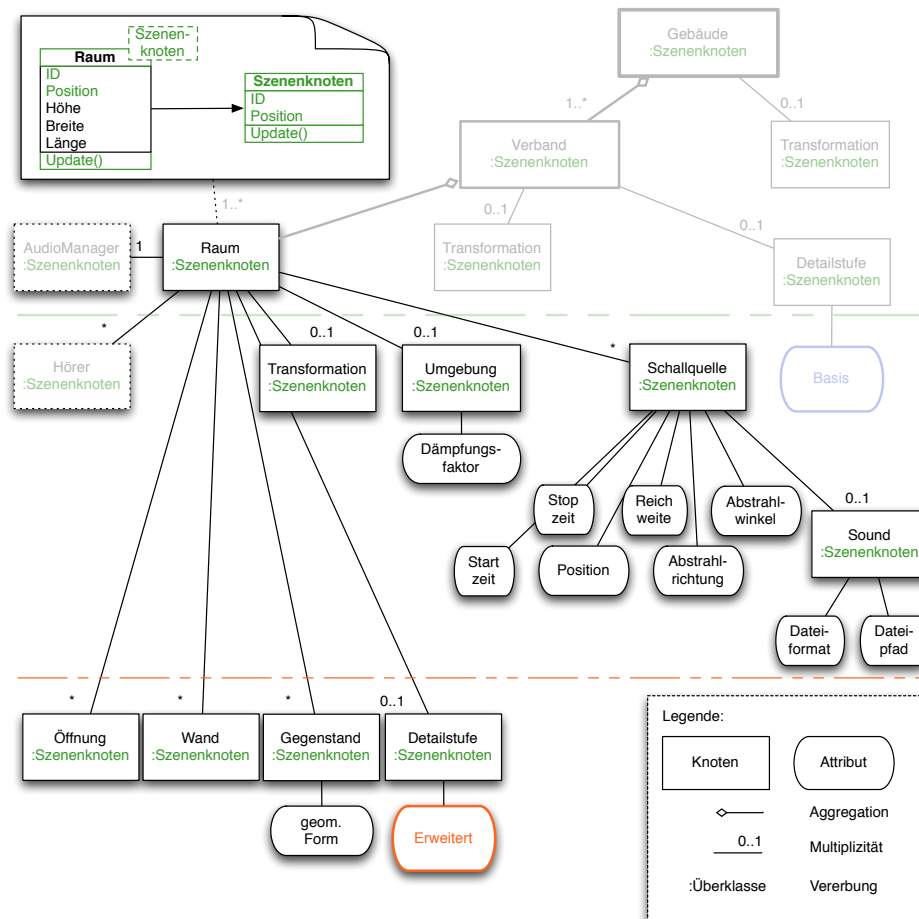 Szenen-
knoten
Raum
ID
Position
Höhe
Breite
Länge
Update()
Szenenknoten
ID
Position
Update()
Gebäude
:Szenenknoten
1..*
0..1
Verband
:Szenenknoten
Transformation
:Szenenknoten
0..1
0..1
1..*
AudioManager
:Szenenknoten
1
Raum
:Szenenknoten
Transformation
:Szenenknoten
Detailstufe
:Szenenknoten
*
0..1
0..1
*
Hörer
:Szenenknoten
Transformation
:Szenenknoten
Umgebung
:Szenenknoten
Schallquelle
:Szenenknoten
Basis
Dämpfungs-
faktor
Stop
zeit
Reich
weite
Abstrahl-
winkel
0..1
Sound
:Szenenknoten
Start
zeit
Position
Abstrahl-
richtung
Datei-
format
Datei-
pfad
*
*
*
0..1
Öffnung
:Szenenknoten
Wand
:Szenenknoten
Gegenstand
:Szenenknoten
Detailstufe
:Szenenknoten
geom.
Form
Erweitert
Legende:
Knoten
Attribut
Aggregation
0..1
Multiplizität
:Überklasse
Vererbung